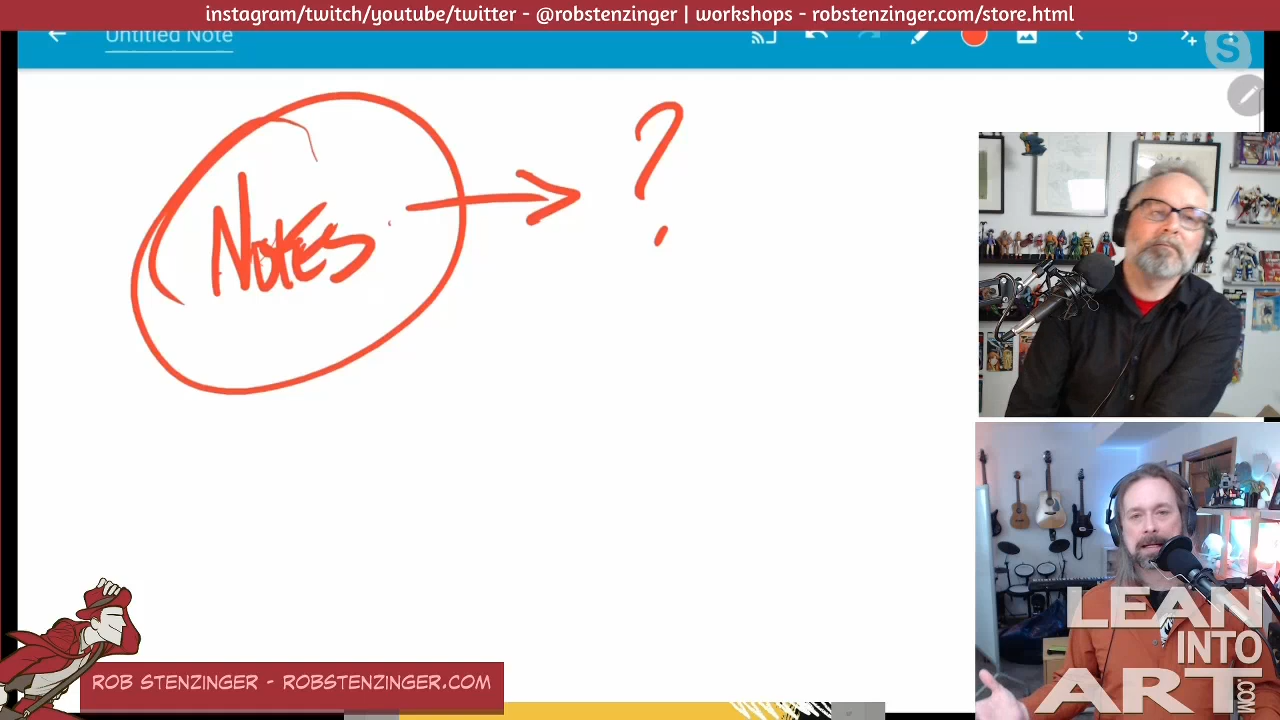 instagram/twitch/youtube/twitter - @robstenzinger | workshops - robstenzinger.com/store.html
Untitled Note
5
S
NOTES
?
LEAN
INTO
ART
.COM
ROB STENZINGER - ROBSTENZINGER.COM